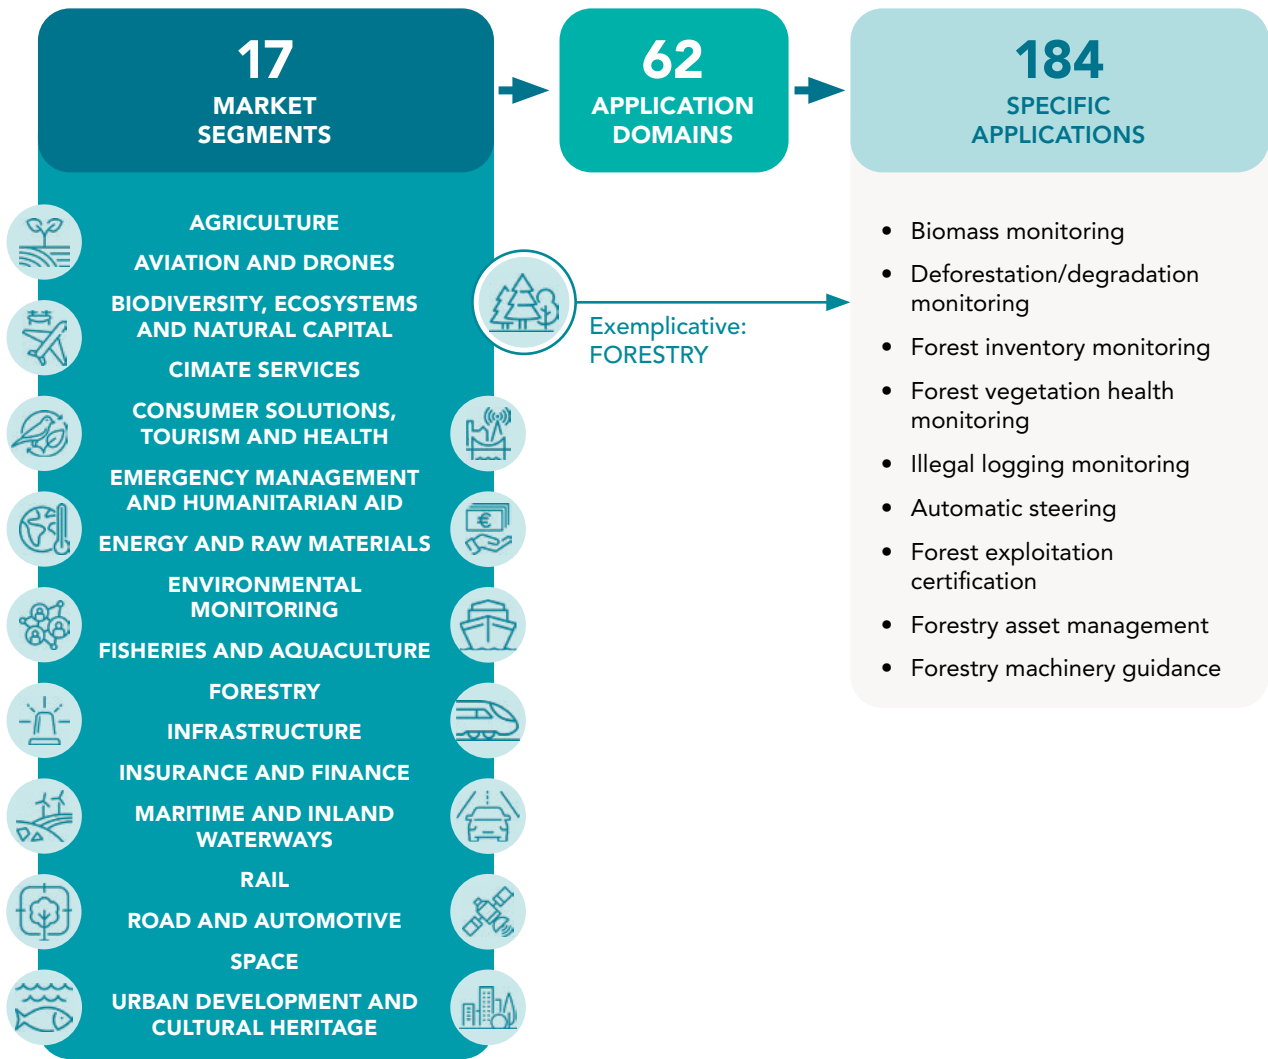 17
MARKET
SEGMENTS
62
APPLICATION
DOMAINS
184
SPECIFIC
APPLICATIONS
AGRICULTURE
AVIATION AND DRONES
BIODIVERSITY, ECOSYSTEMS
AND NATURAL CAPITAL
CIMATE SERVICES
CONSUMER SOLUTIONS,
TOURISM AND HEALTH
EMERGENCY MANAGEMENT
AND HUMANITARIAN AID
ENERGY AND RAW MATERIALS
ENVIRONMENTAL
MONITORING
FISHERIES AND AQUACULTURE
FORESTRY
INFRASTRUCTURE
INSURANCE AND FINANCE
MARITIME AND INLAND
WATERWAYS
RAIL
ROAD AND AUTOMOTIVE
SPACE
URBAN DEVELOPMENT AND
CULTURAL HERITAGE
Exemplicative:
FORESTRY
• Biomass monitoring
• Deforestation/degradation
monitoring
• Forest inventory monitoring
• Forest vegetation health
monitoring
• Illegal logging monitoring
• Automatic steering
• Forest exploitation
certification
• Forestry asset management
• Forestry machinery guidance